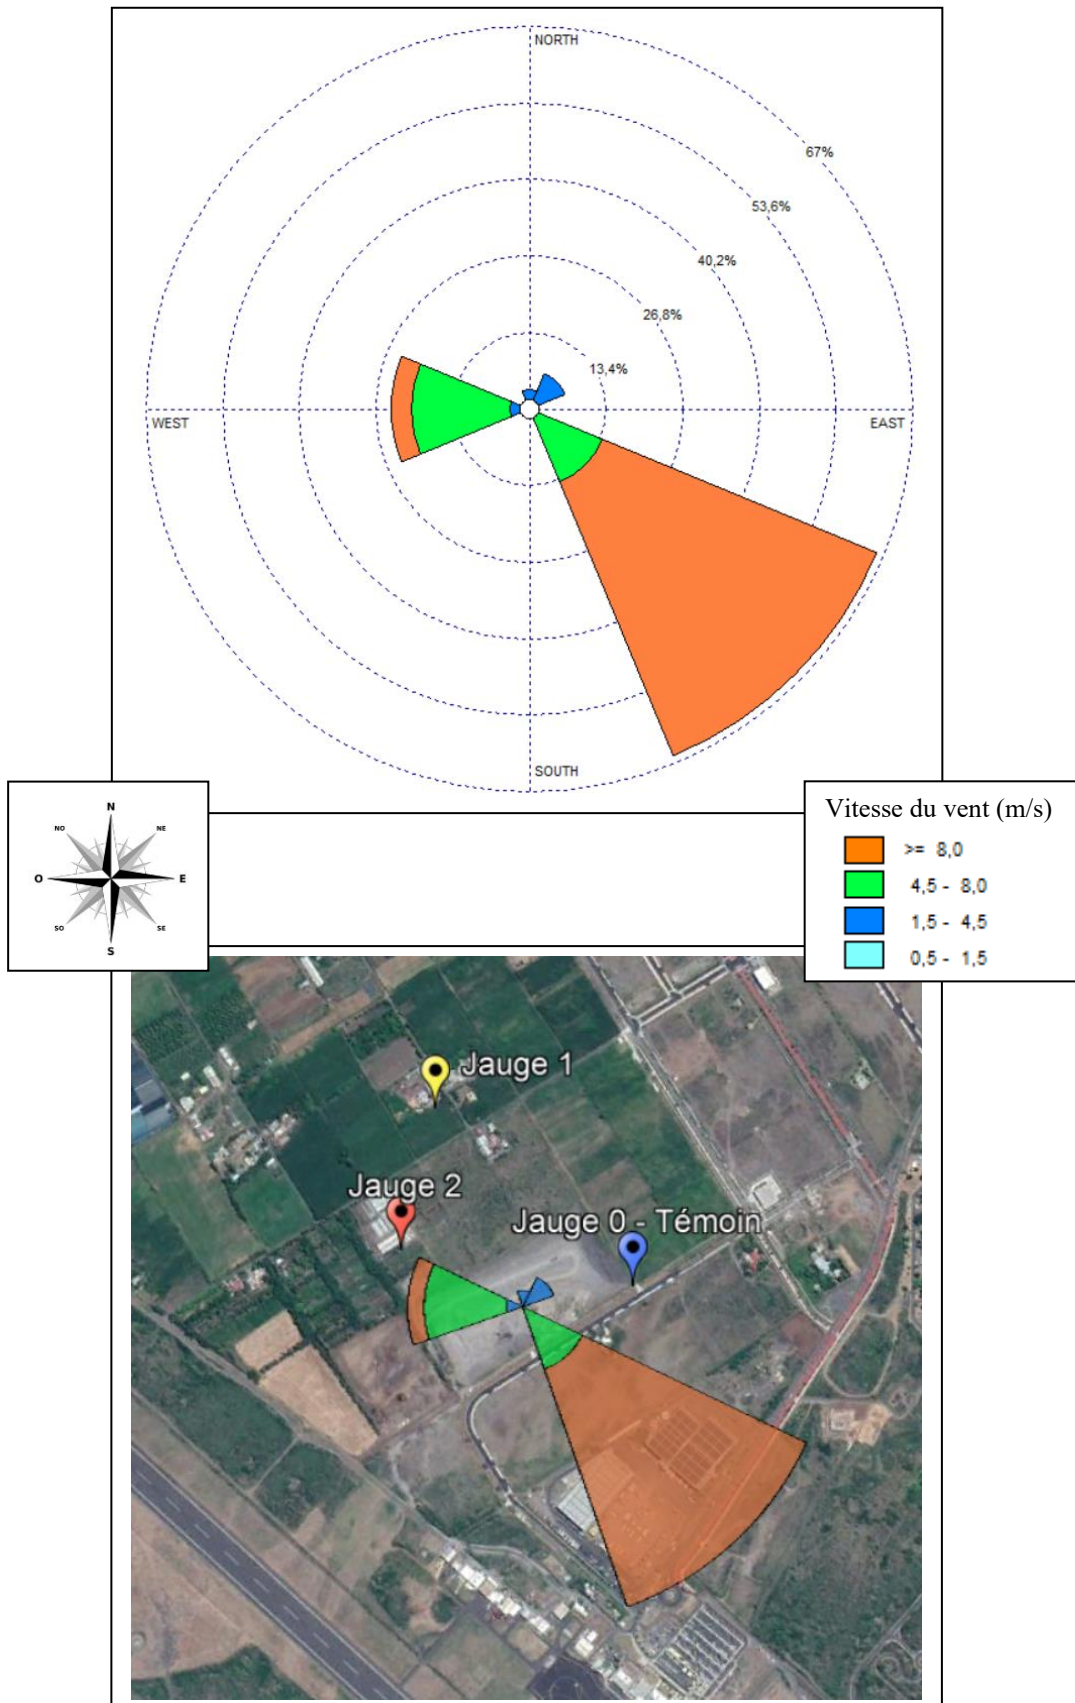 NORTH
67%
53,6%
40,2%
26,8%
13,4%
WEST
EAST
SOUTH
N
NO
NE
O
E
SO
SE
S
Vitesse du vent (m/s)
>= 8,0
4,5 - 8,0
1,5 - 4,5
0,5 - 1,5
Jauge 1
Jauge 2
Jauge 0 - Témoin